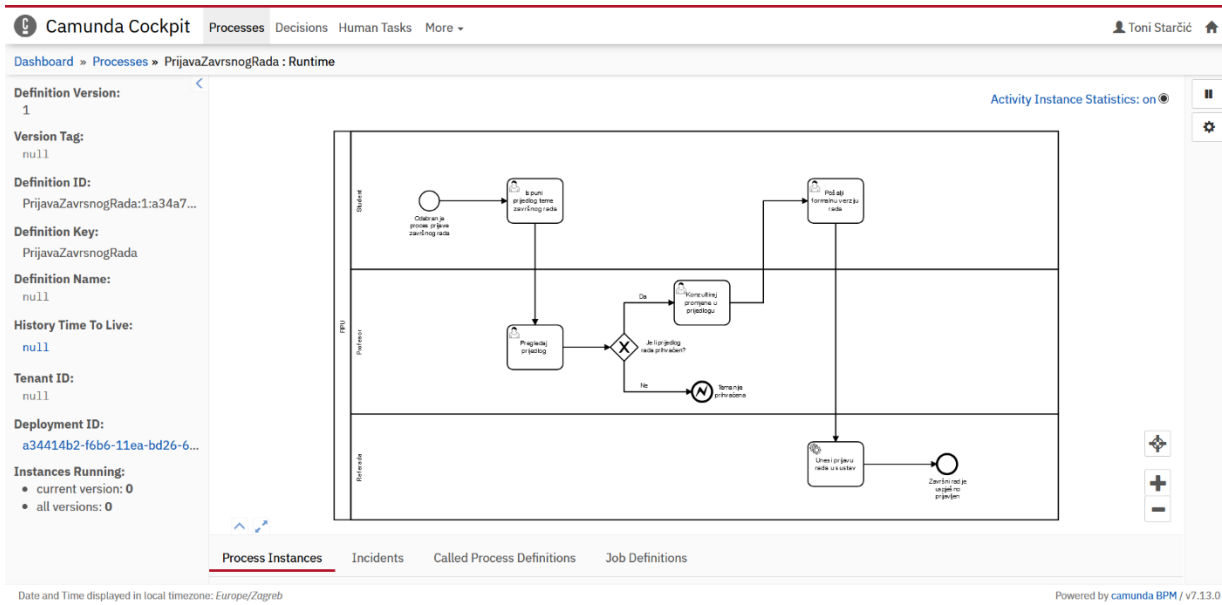 Camunda Cockpit Processes Decisions Human Tasks More Toni Starčić
Dashboard » Processes » PrijavaZavrsnogRada : Runtime
Definition Version:
1
Version Tag:
null
Definition ID:
PrijavaZavrsnogRada:1:a34a7...
Definition Key:
PrijavaZavrsnogRada
Definition Name:
null
History Time To Live:
null
Tenant ID:
null
Deployment ID:
a34414b2-f6b6-11ea-bd26-6...
Instances Running:
current version: 0
all versions: 0
Activity Instance Statistics: on
FIPU
Student
Odabran je
proces prijave
završnog rada
Ispuni
prijedlog teme
završnog rada
Pošalji
formalnu verziju
rada
Profesor
Pregledaj
prijedlog
Je li prijedlog
rada prihvaćen?
Da
Konzultiraj
promjene u
prijedlogu
Ne
Tema nije
prihvaćena
Referada
Unesi prijavu
rada u sustav
Završni rad je
uspješno
prijavljen
Process Instances Incidents Called Process Definitions Job Definitions
Date and Time displayed in local timezone: Europe/Zagreb
Powered by camunda BPM / v7.13.0